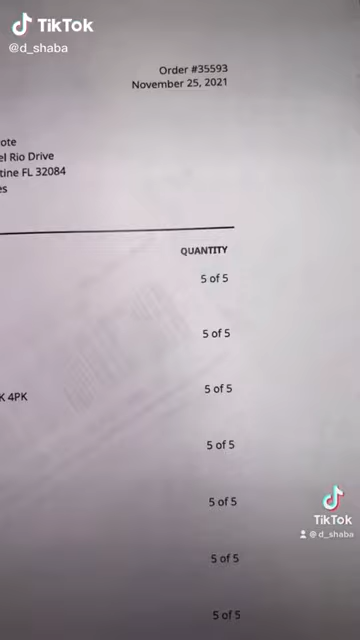 TikTok
@d_shaba
Order #35593
November 25, 2021
ote
el Rio Drive
tine FL 32084
es
QUANTITY
5 of 5
5 of 5
K 4PK
5 of 5
5 of 5
5 of 5
5 of 5
5 of 5
TikTok
@d_shaba